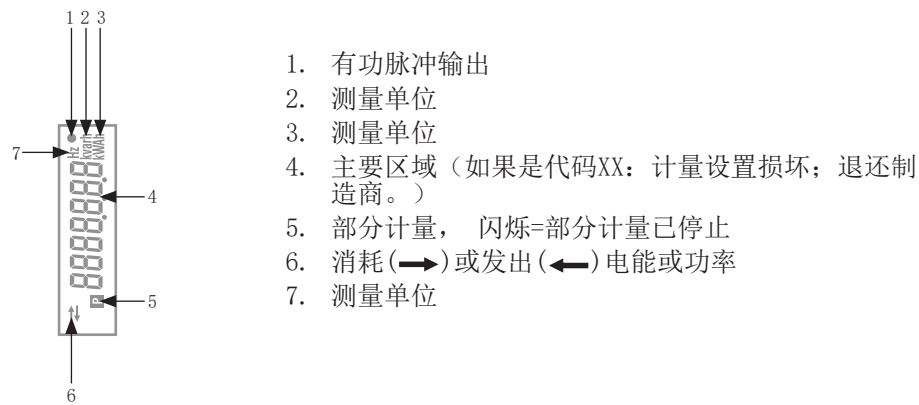 1 2 3
7
Hz
kvarh
kWAh
888888.8
4
P
5
6
1. 有功脉冲输出
2. 测量单位
3. 测量单位
4. 主要区域（如果是代码XX：计量设置损坏；退还制
造商。）
5. 部分计量， 闪烁=部分计量已停止
6. 消耗(→)或发出(←)电能或功率
7. 测量单位